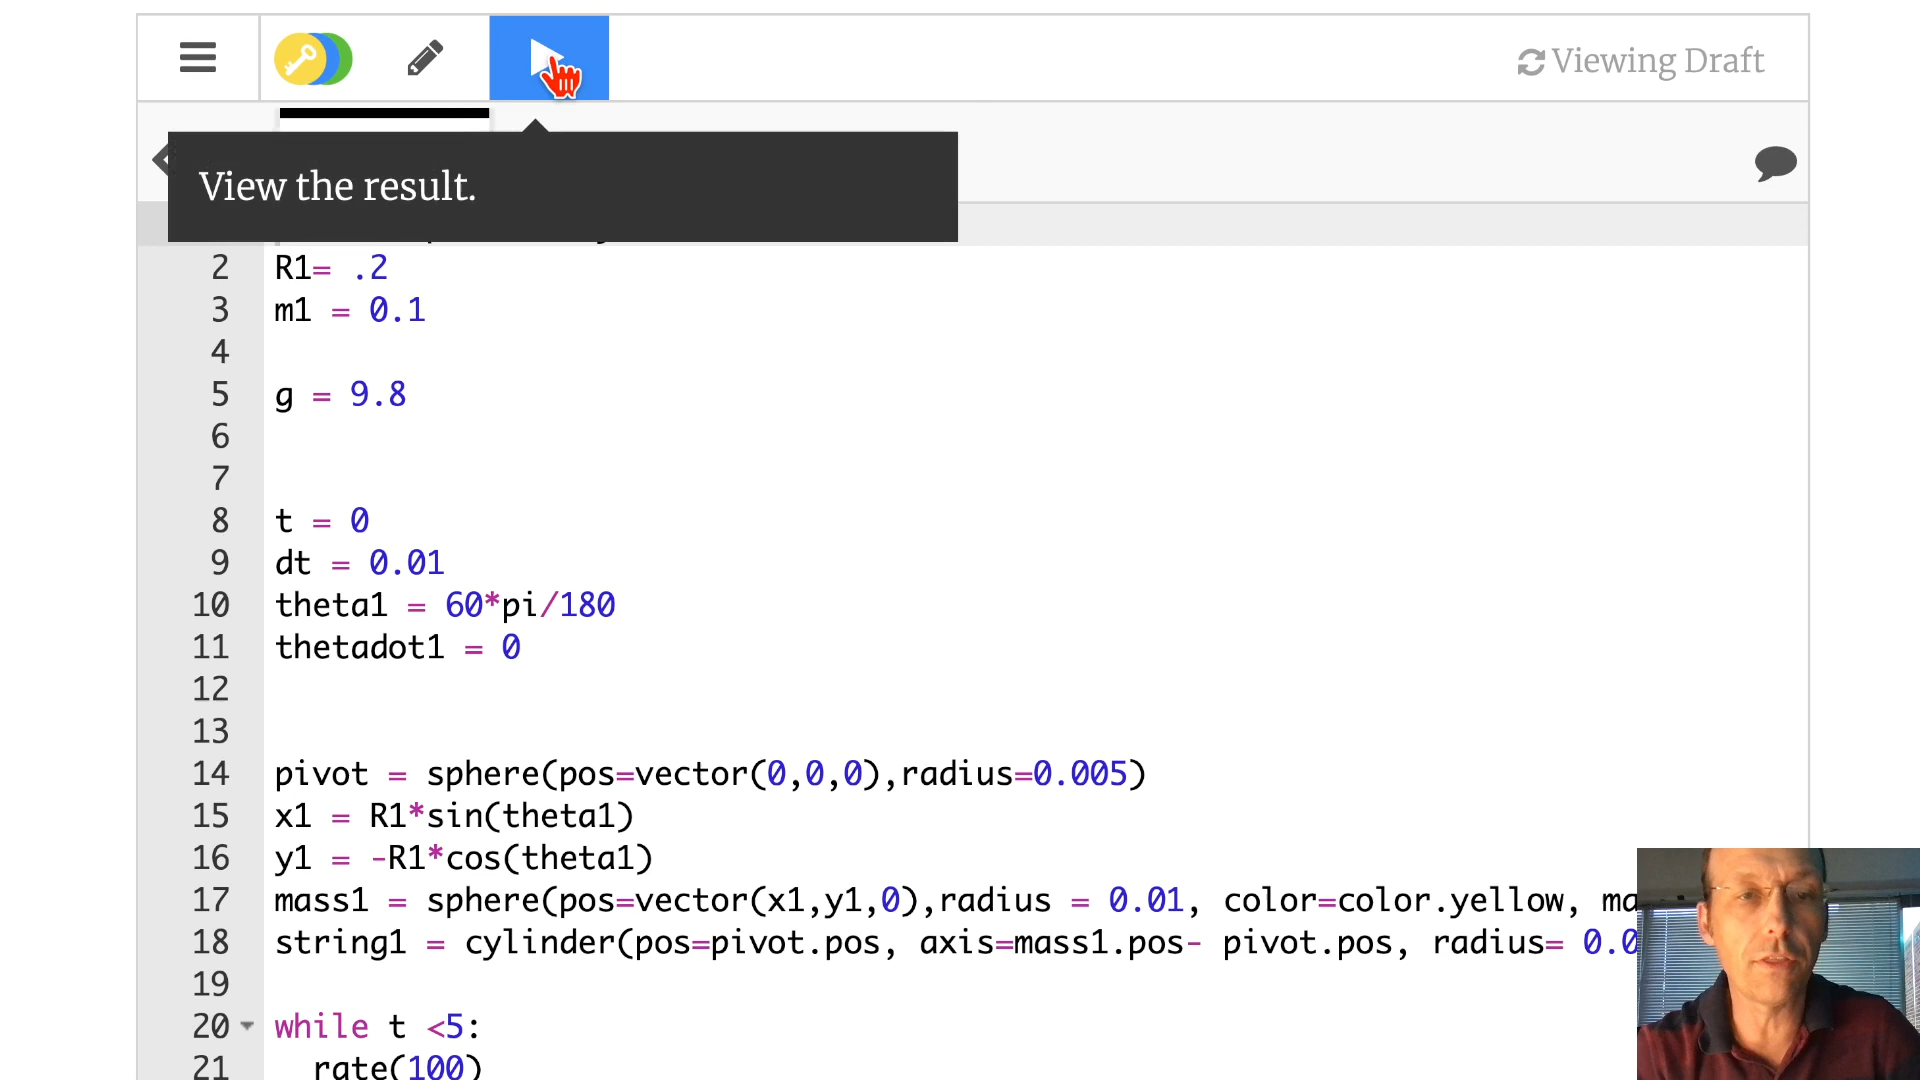 Viewing Draft
View the result.
2 R1= .2
3 m1 = 0.1
4
5 g = 9.8
6
7
8 t = 0
9 dt = 0.01
10 theta1 = 60*pi/180
11 thetadot1 = 0
12
13
14 pivot = sphere(pos=vector(0,0,0),radius=0.005)
15 x1 = R1*sin(theta1)
16 y1 = -R1*cos(theta1)
17 mass1 = sphere(pos=vector(x1,y1,0),radius = 0.01, color=color.yellow, ma
18 string1 = cylinder(pos=pivot.pos, axis=mass1.pos- pivot.pos, radius= 0.0
19
20 while t <5:
21 rate(100)